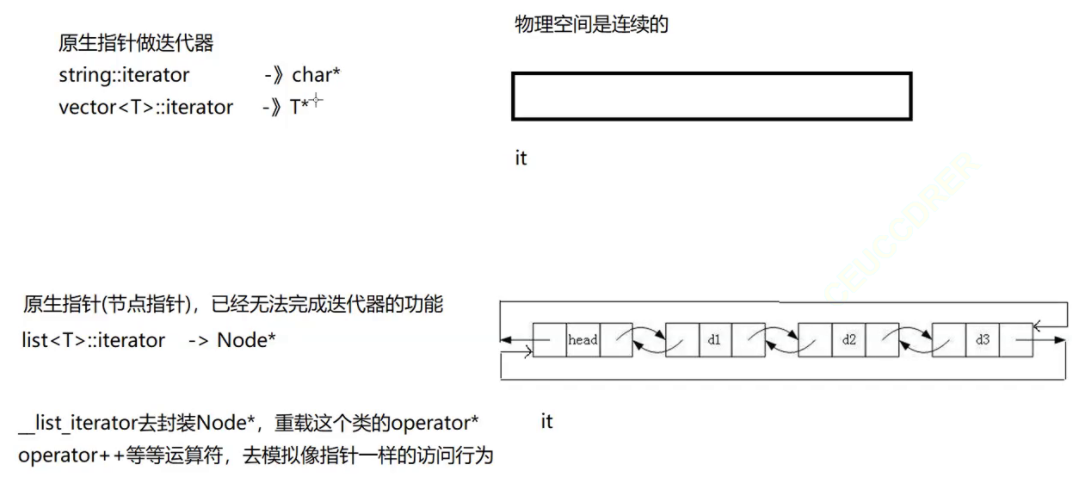 原生指针做迭代器
string::iterator -》char*
vector<T>::iterator -》T*
物理空间是连续的
it
原生指针(节点指针)，已经无法完成迭代器的功能
list<T>::iterator -> Node*
head d1 d2 d3
__list_iterator去封装Node*，重载这个类的operator*
operator++等等运算符，去模拟像指针一样的访问行为
it
CEUCCDRER